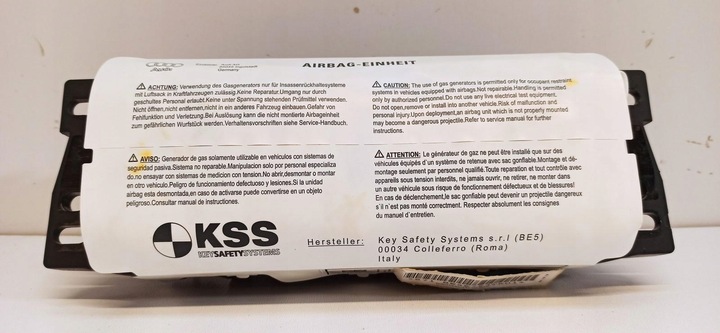 AIRBAG-EINHEIT
Audi
Germany
ACHTUNG: Verwendung des Gasgenerators nur für Insassenrückhaltesysteme
mit Luftsack in Kraftfahrzeugen zulässig.Keine Reparatur.Umgang nur durch
geschultes Personal erlaubt.Keine unter Spannung stehenden Prüfmittel verwenden.
Nicht öffnen,nicht entfernen,nicht in ein anderes Fahrzeug einbauen.Gefahr von
Fehlfunktion und Verletzung.Bei Auslösung kann die nicht montierte Airbageinheit
zum gefährlichen Wurfstück werden.Verhaltensvorschriften siehe Service-Handbuch.
CAUTION: The use of gas generators is permitted only for occupant restraint
systems in vehicles equipped with airbags.Not repairable.Handling is permitted
only by authorized personnel.Do not use any live electrical test equipment.
Do not open,remove or install into another vehicle.Risk of malfunction and
personal injury.Upon deployment,an airbag unit which is not properly mounted
may become a dangerous projectile.Refer to service manual for further
instructions.
AVISO: Generador de gas solamente utilizable en vehiculos con sistemas de
seguridad pasiva.Sistema no reparable.Manipulacion solo por personal especializa
do.no ensayar con sistemas de medicion con tension.No abrir,desmontar o montar
en otro vehiculo.Peligro de funcionamiento defectuoso y lesiones.Si la unidad
airbag esta desmontada,en caso de activarse puede convertirse en un objeto
peligroso.Consultar manual de instrucciones.
ATTENTION: Le générateur de gaz ne peut être installé que sur des
véhicules équipés d'un système de retenue avec sac gonflable.Montage et dé-
montage seulement par personnel qualifié.Toute reparation et tout contrôle avec
appareils sous tension interdits, ne jamais ouvrir, ne retirer, ne monter dans
un autre véhicule sous risque de fonctionnement défectueux et de blessures!
En cas de déclenchement,le sac gonflable peut devenir un projectile dangereux
s'il n'est pas monté correctement. Respecter absolument les consignes
du manuel d'entretien.
KSS
KEYSAFETYSYSTEMS
Hersteller: Key Safety Systems s.r.l (BE5)
00034 Colleferro (Roma)
Italy